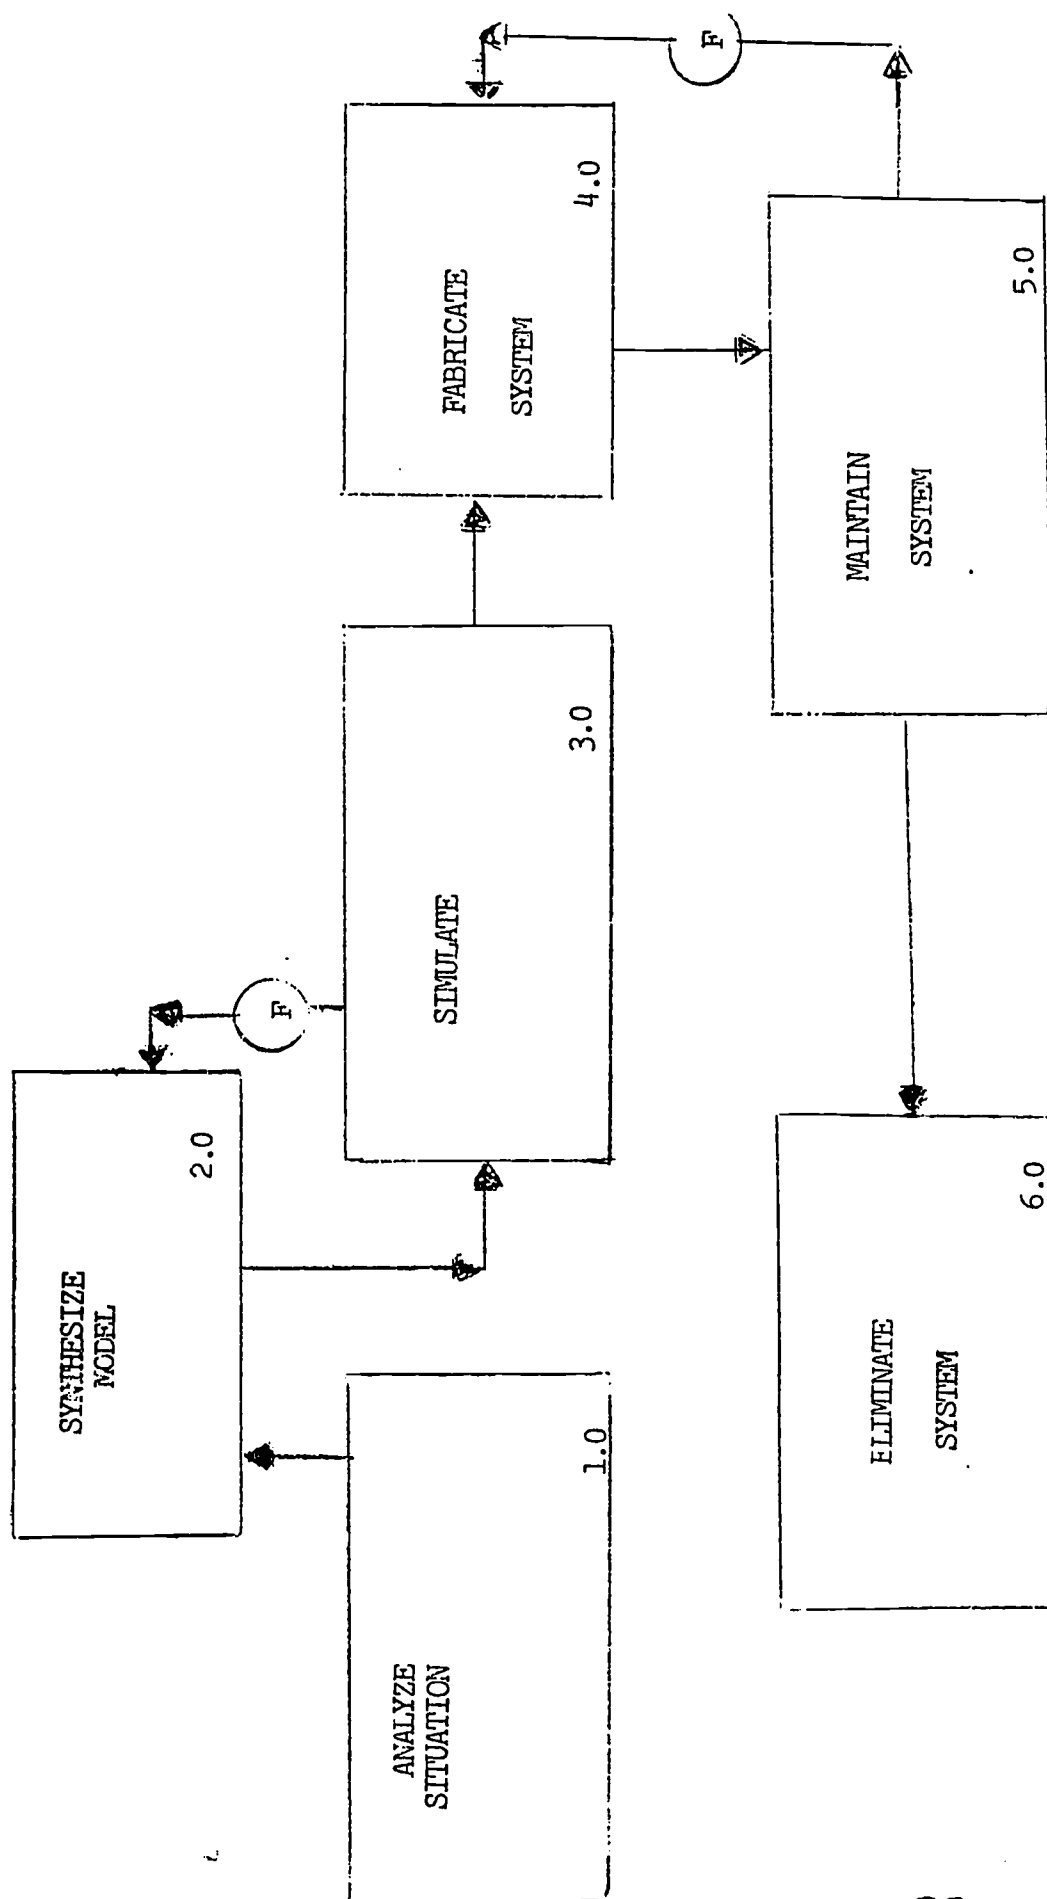 ANALYZE
SITUATION
1.0
SYNTHESIZE
MODEL
2.0
F
SIMULATE
3.0
FABRICATE
SYSTEM
4.0
F
MAINTAIN
SYSTEM
5.0
ELIMINATE
SYSTEM
6.0